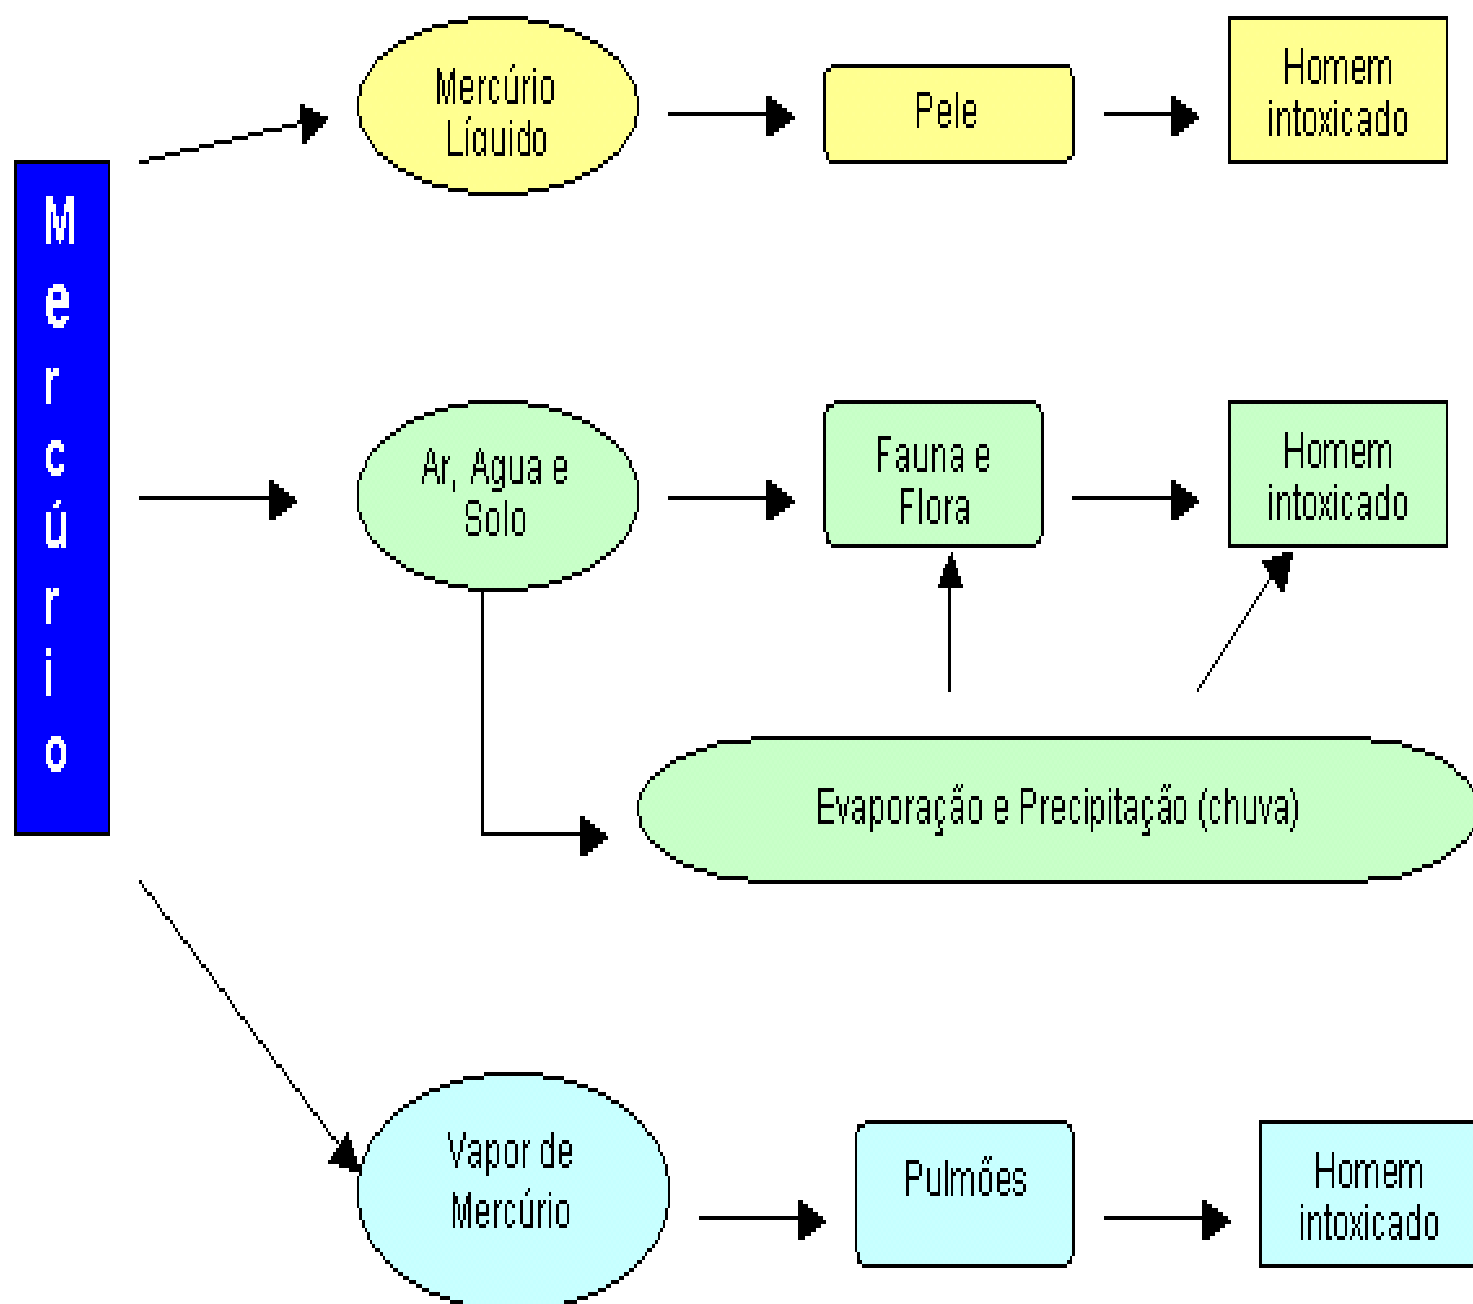 Mercúrio
Mercúrio
Líquido
Pele
Homem
intoxicado
Ar, Agua e
Solo
Fauna e
Flora
Homem
intoxicado
Evaporação e Precipitação (chuva)
Vapor de
Mercúrio
Pulmões
Homem
intoxicado